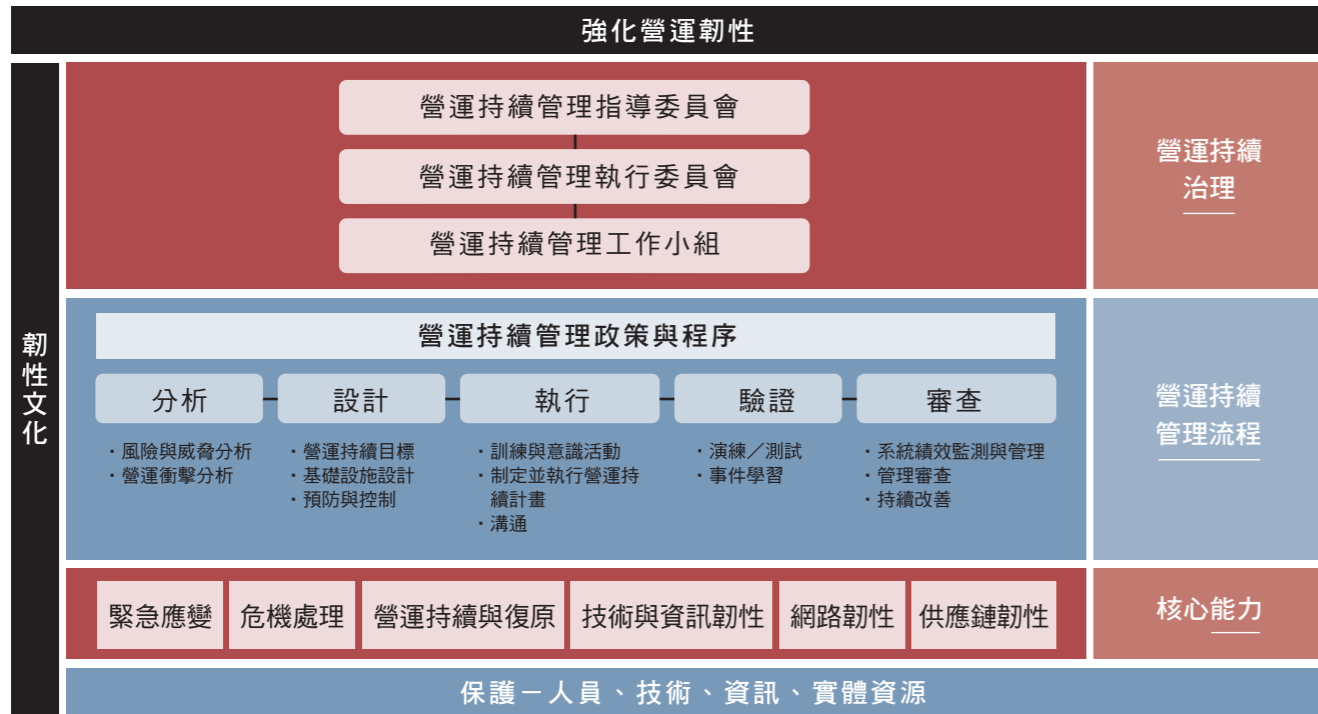 強化營運韌性
韌性文化
營運持續管理指導委員會
營運持續管理執行委員會
營運持續管理工作小組
營運持續
治理
營運持續管理政策與程序
分析
・風險與威脅分析
・營運衝擊分析
設計
・營運持續目標
・基礎設施設計
・預防與控制
執行
・訓練與意識活動
・制定並執行營運持
續計畫
・溝通
驗證
・演練／測試
・事件學習
審查
・系統績效監測與管理
・管理審查
・持續改善
營運持續
管理流程
緊急應變
危機處理
營運持續與復原
技術與資訊韌性
網路韌性
供應鏈韌性
核心能力
保護－人員、技術、資訊、實體資源